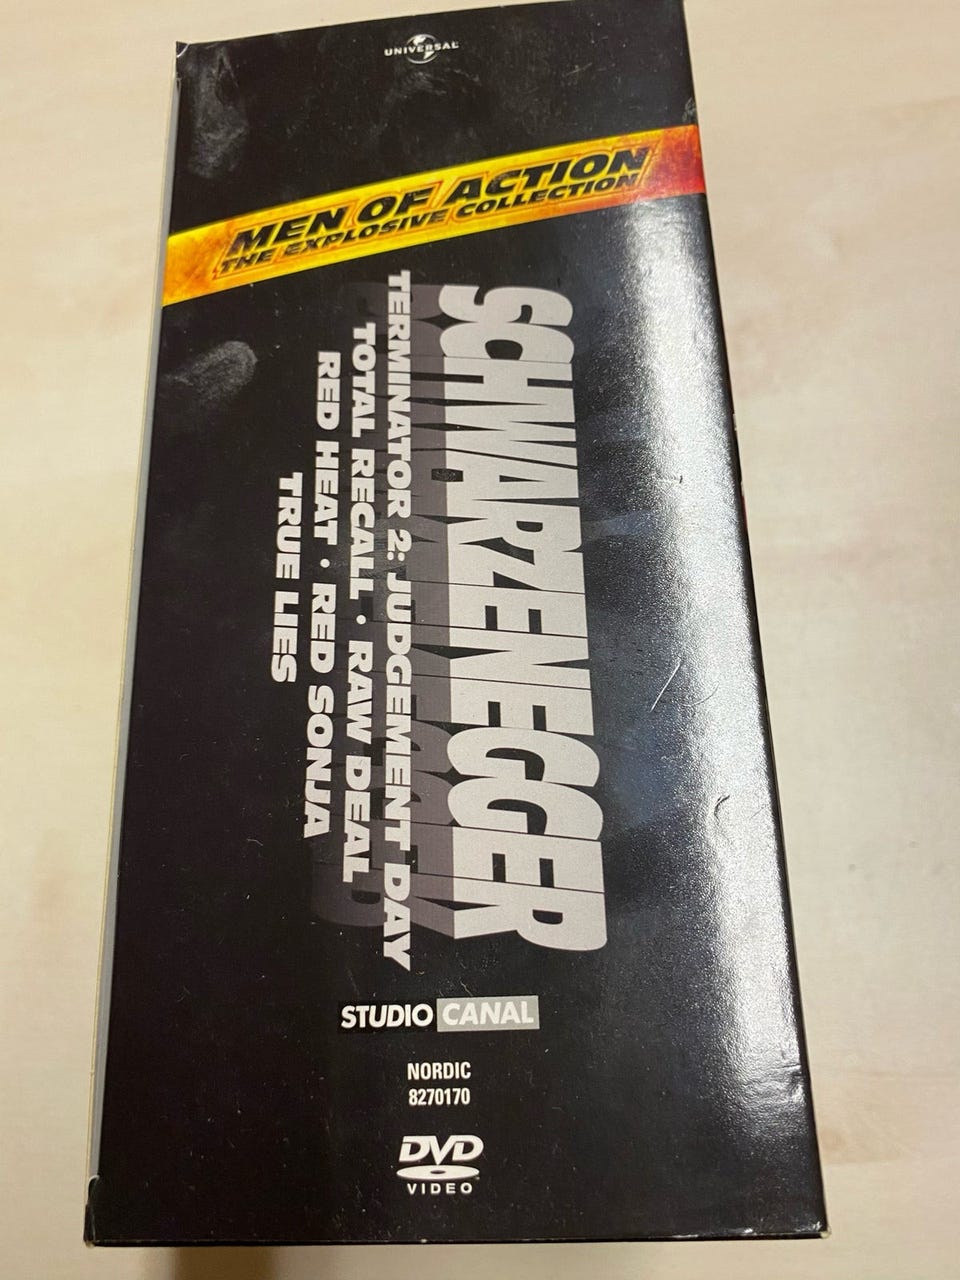 UNIVERSAL
MEN OF ACTION
THE EXPLOSIVE COLLECTION
SCHWARZENEGGER
TERMINATOR 2: JUDGEMENT DAY
TOTAL RECALL · RAW DEAL
RED HEAT · RED SONJA
TRUE LIES
STUDIO CANAL
NORDIC
8270170
DVD
VIDEO